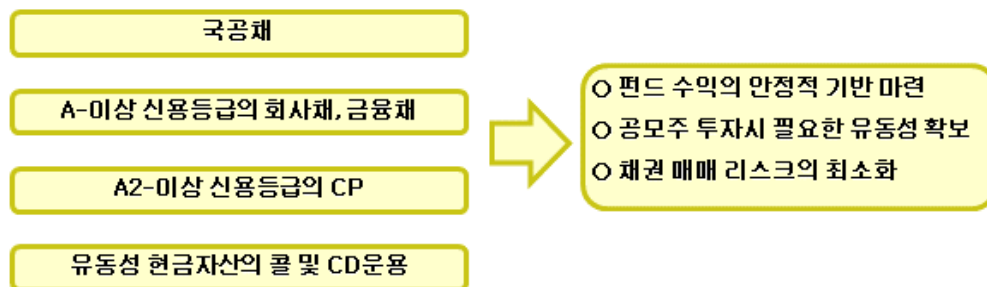 국공채
A-이상 신용등급의 회사채, 금융채
A2-이상 신용등급의 CP
유동성 현금자산의 콜 및 CD운용
○ 펀드 수익의 안정적 기반 마련
○ 공모주 투자시 필요한 유동성 확보
○ 채권 매매 리스크의 최소화